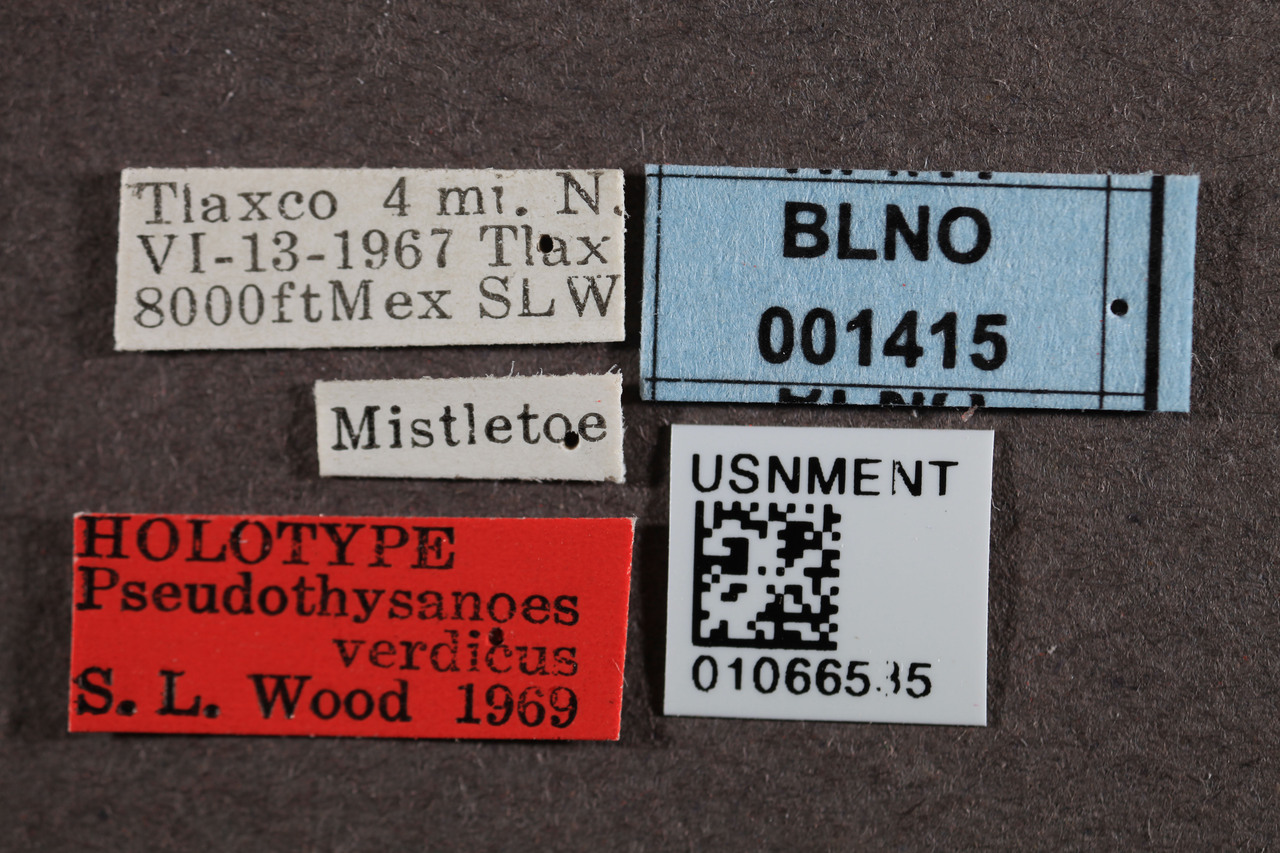 Tlaxco 4 mi. N.
VI-13-1967 Tlax
8000ftMex SLW
Mistletoe
HOLOTYPE
Pseudothysanoes
verdicus
S. L. Wood 1969
BLNO
001415
USNMENT